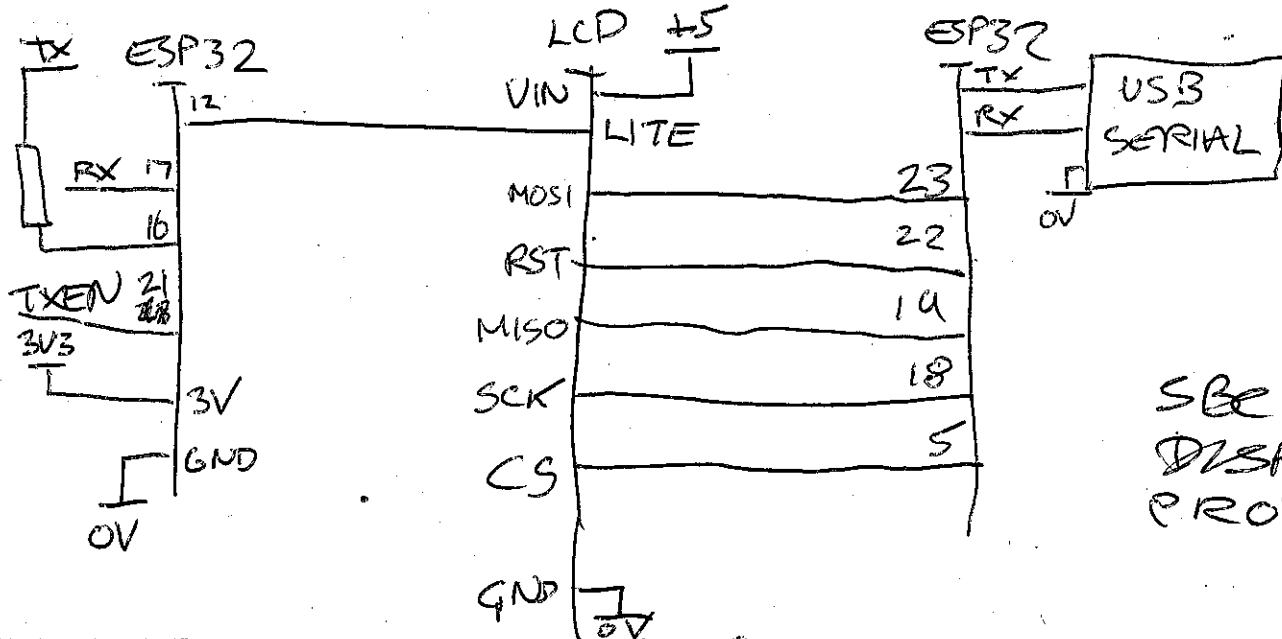 TX
ESP32
12
RX 17
16
TXEN 21
3V3
3V
GND
0V
LCD +5
VIN
LITE
MOSI
RST
MISO
SCK
CS
GND
0V
ESP32
TX
RX
23
22
19
18
5
USB
SERIAL
0V